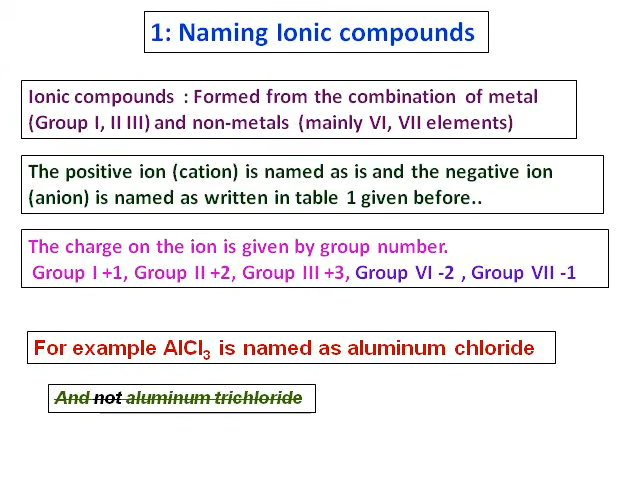 1: Naming Ionic compounds
Ionic compounds : Formed from the combination of metal
(Group I, II III) and non-metals (mainly VI, VII elements)
The positive ion (cation) is named as is and the negative ion
(anion) is named as written in table 1 given before..
The charge on the ion is given by group number.
Group I +1, Group II +2, Group III +3, Group VI -2 , Group VII -1
For example AlCl₃ is named as aluminum chloride
And not aluminum trichloride